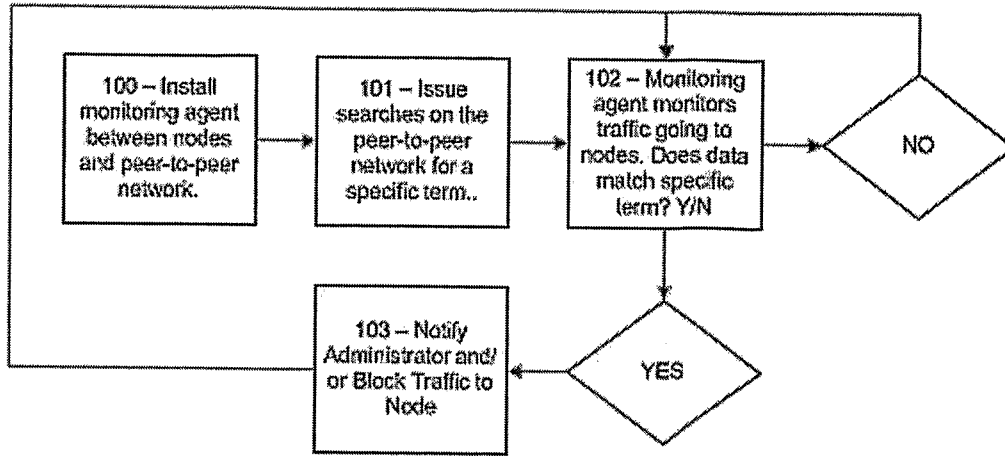 100 – Install
monitoring agent
between nodes
and peer-to-peer
network.
101 – Issue
searches on the
peer-to-peer
network for a
specific term..
102 – Monitoring
agent monitors
traffic going to
nodes. Does data
match specific
term? Y/N
NO
103 – Notify
Administrator and/
or Block Traffic to
Node
YES